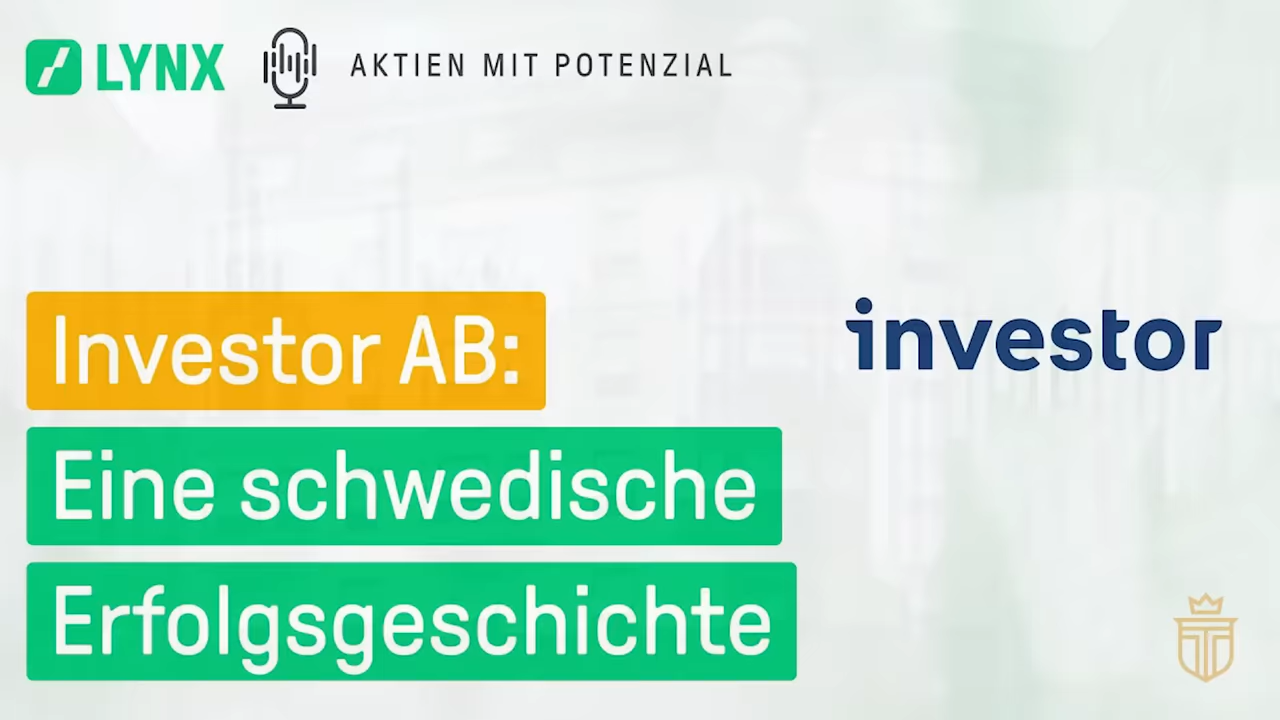 LYNX
AKTIEN MIT POTENZIAL
Investor AB:
investor
Eine schwedische
Erfolgsgeschichte